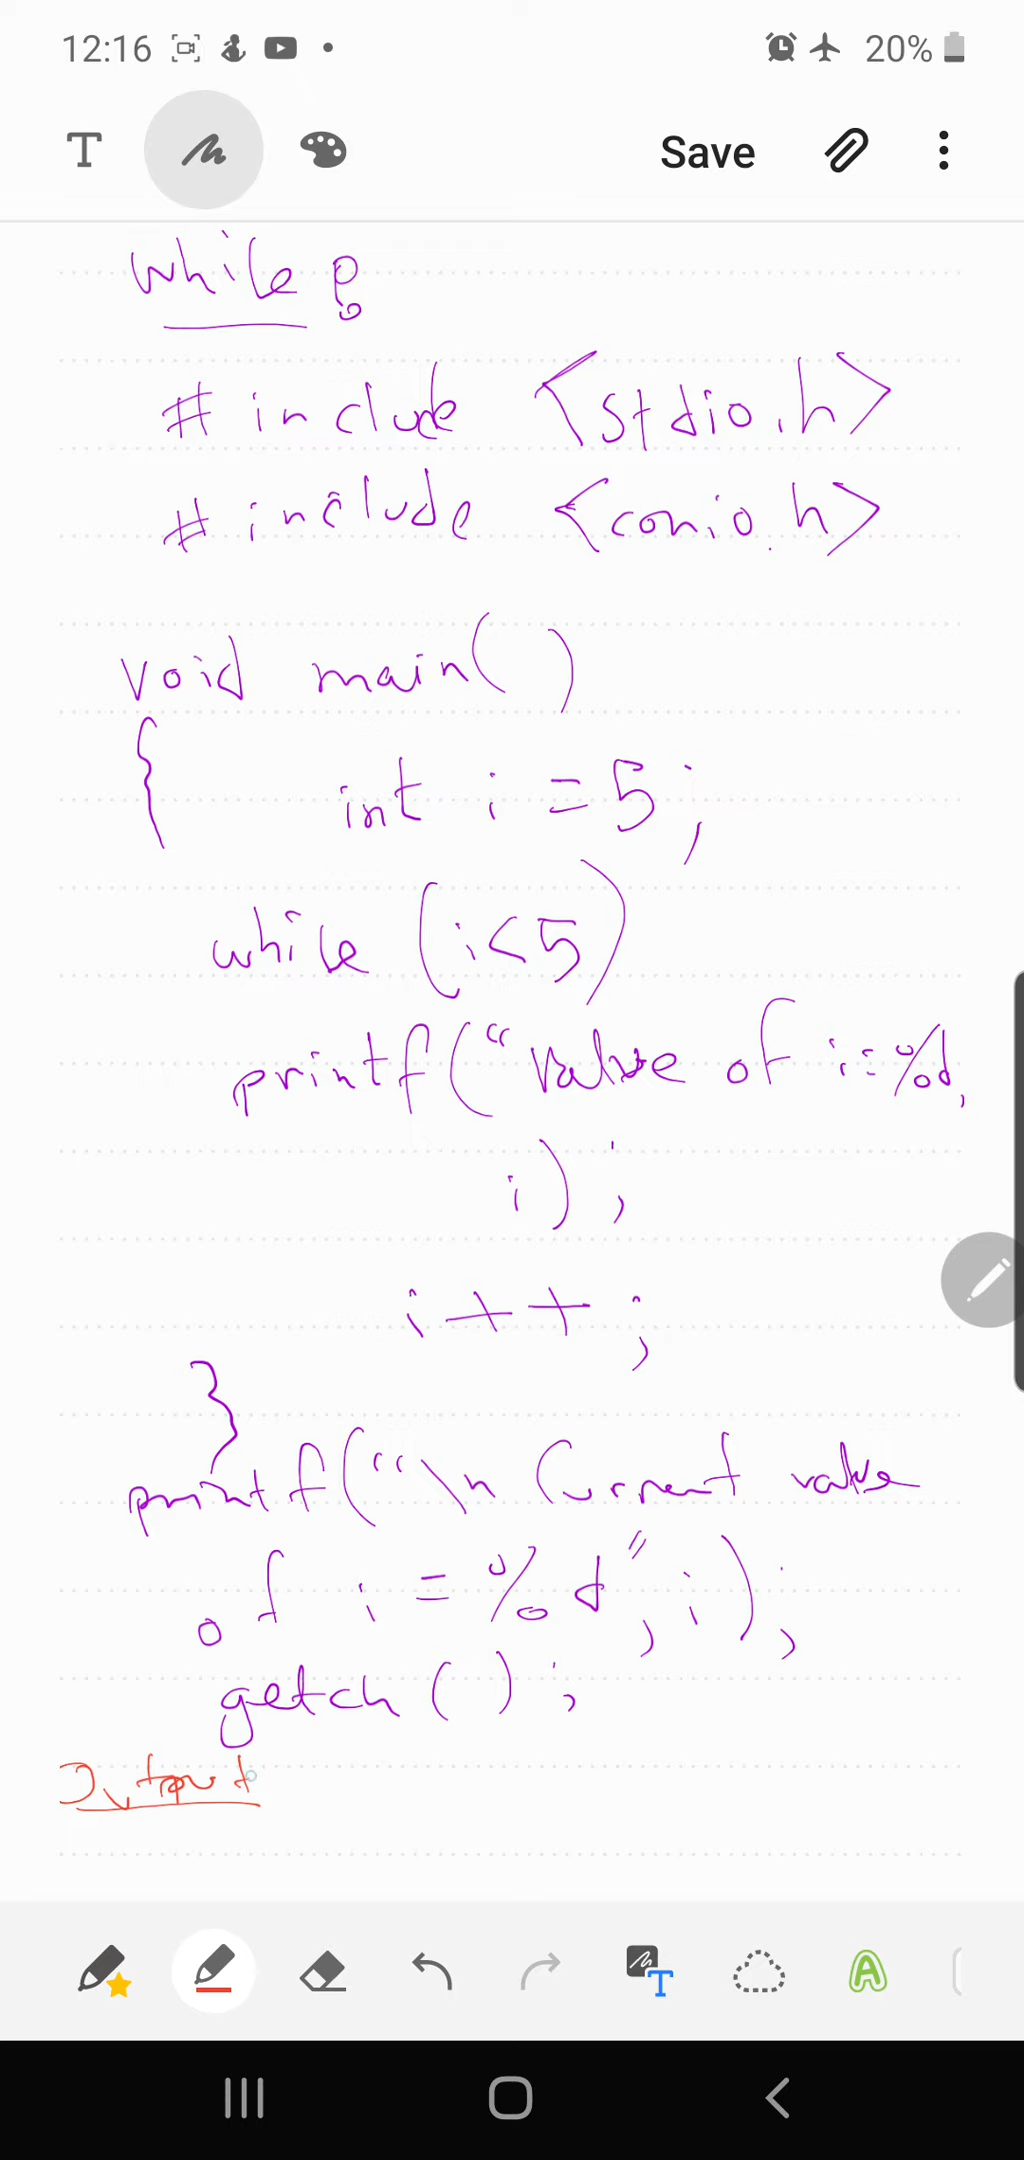 12:16 20%
T Save
while :
# include <stdio.h>
# include <conio.h>
void main()
{ int i = 5;
while (i<5)
printf("value of i=%d,
i);
i++;
}
printf("\n Current value
of i = %d", i);
getch();
Output